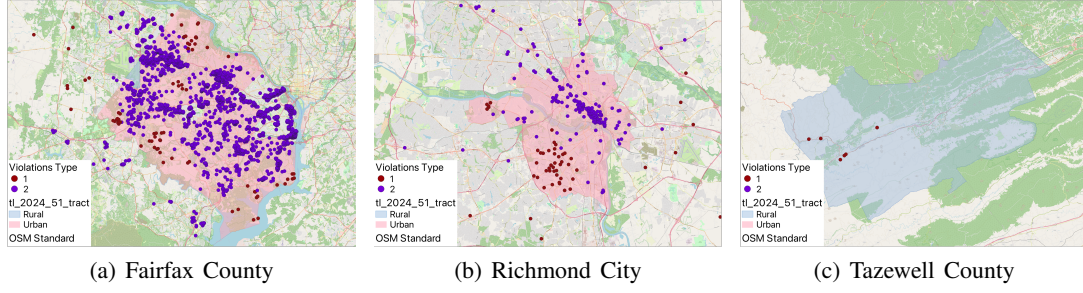 Violations Type
1
2
tl_2024_51_tract
Rural
Urban
OSM Standard
(a) Fairfax County
Violations Type
1
2
tl_2024_51_tract
Rural
Urban
OSM Standard
(b) Richmond City
Violations Type
1
2
tl_2024_51_tract
Rural
Urban
OSM Standard
(c) Tazewell County